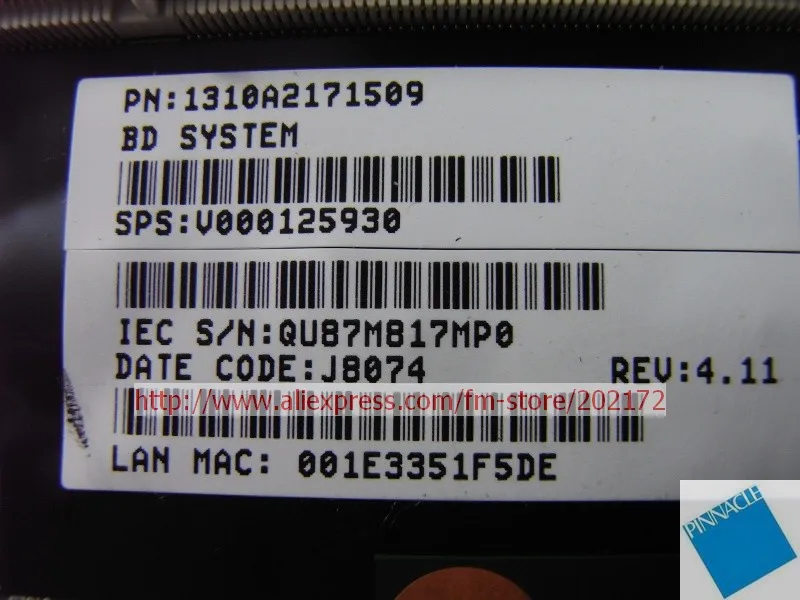 PN:1310A2171509
BD SYSTEM
SPS:V000125930
IEC S/N:QU87M817MP0
DATE CODE:J8074 REV:4.11
http://www.aliexpress.com/fm-store/202172
LAN MAC: 001E3351F5DE
PINNACLE